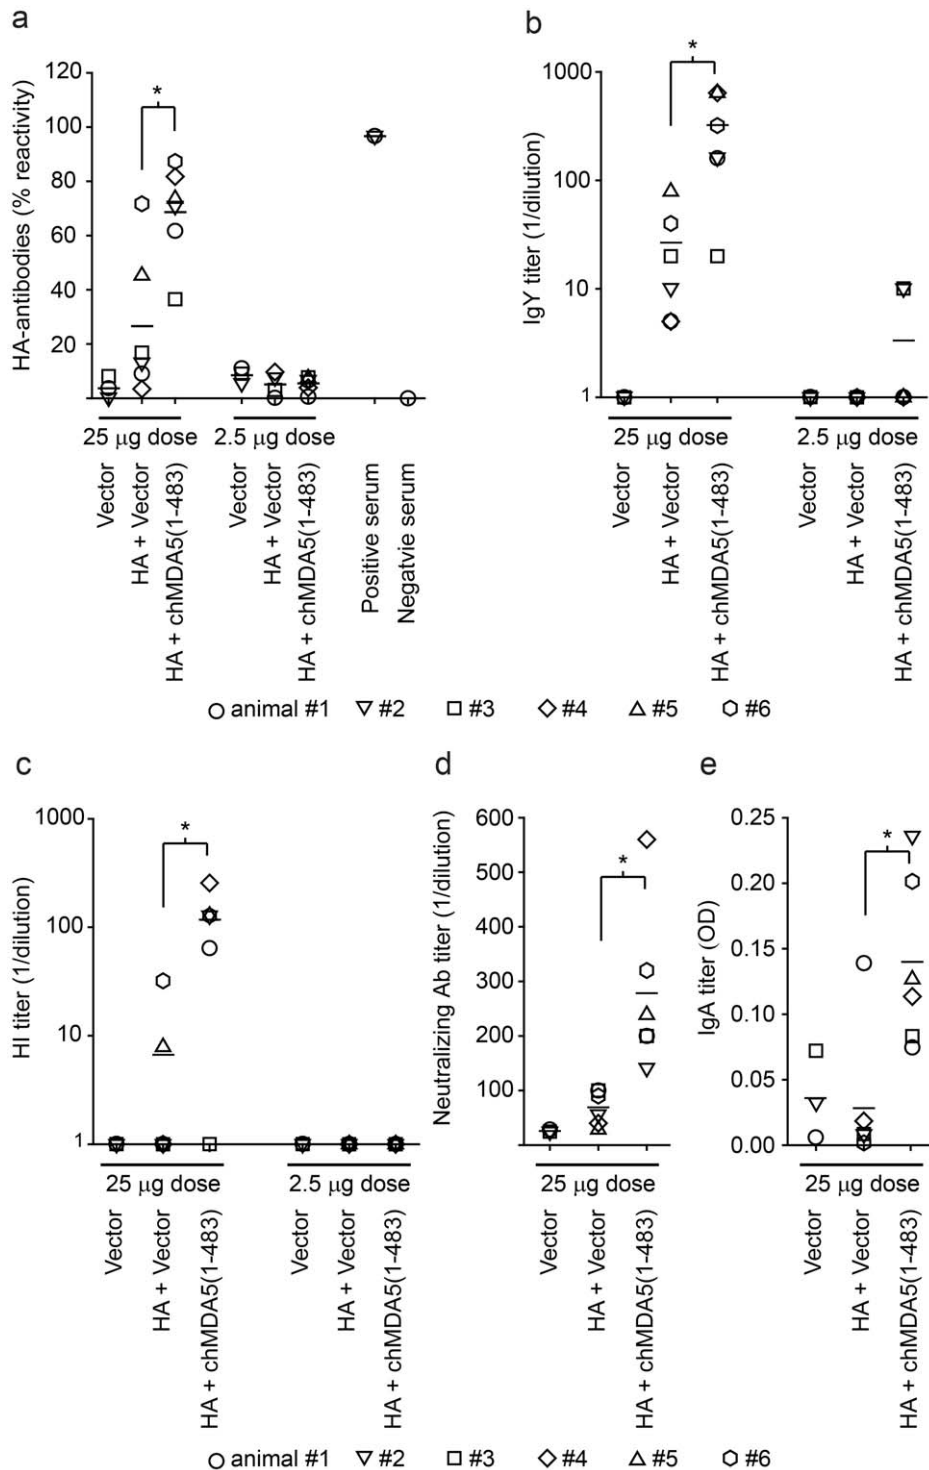 a
HA-antibodies (% reactivity)
120
100
80
60
40
20
*
25 μg dose
2.5 μg dose
Vector
HA + Vector
HA + chMDA5(1-483)
Vector
HA + Vector
HA + chMDA5(1-483)
Positive serum
Negatvie serum
b
IgY titer (1/dilution)
1000
100
10
1
*
25 μg dose
2.5 μg dose
Vector
HA + Vector
HA + chMDA5(1-483)
Vector
HA + Vector
HA + chMDA5(1-483)
animal #1 #2 #3 #4 #5 #6
c
HI titer (1/dilution)
1000
100
10
1
*
25 μg dose
2.5 μg dose
Vector
HA + Vector
HA + chMDA5(1-483)
Vector
HA + Vector
HA + chMDA5(1-483)
d
Neutralizing Ab titer (1/dilution)
600
500
400
300
200
100
*
25 μg dose
Vector
HA + Vector
HA + chMDA5(1-483)
e
IgA titer (OD)
0.25
0.20
0.15
0.10
0.05
0.00
*
25 μg dose
Vector
HA + Vector
HA + chMDA5(1-483)
animal #1 #2 #3 #4 #5 #6